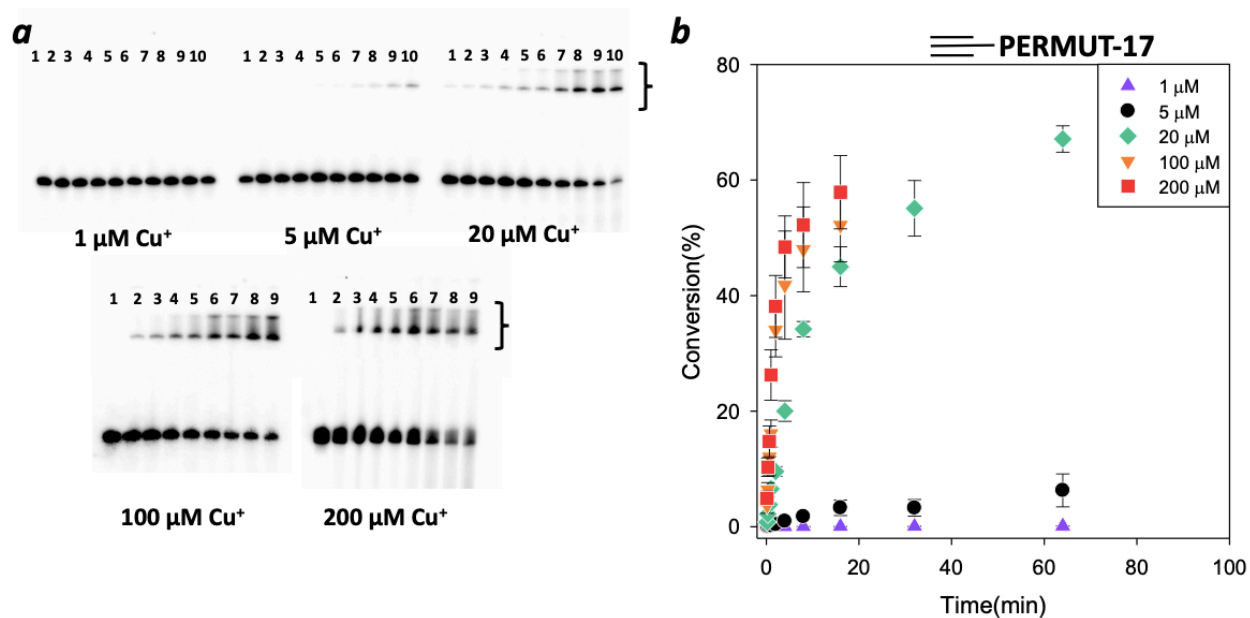 a
1 2 3 4 5 6 7 8 9 10
1 2 3 4 5 6 7 8 9 10
1 2 3 4 5 6 7 8 9 10
1 µM Cu⁺
5 µM Cu⁺
20 µM Cu⁺
1 2 3 4 5 6 7 8 9
1 2 3 4 5 6 7 8 9
100 µM Cu⁺
200 µM Cu⁺
b
PERMUT-17
80
60
40
20
0
Conversion(%)
1 µM
5 µM
20 µM
100 µM
200 µM
0 20 40 60 80 100
Time(min)